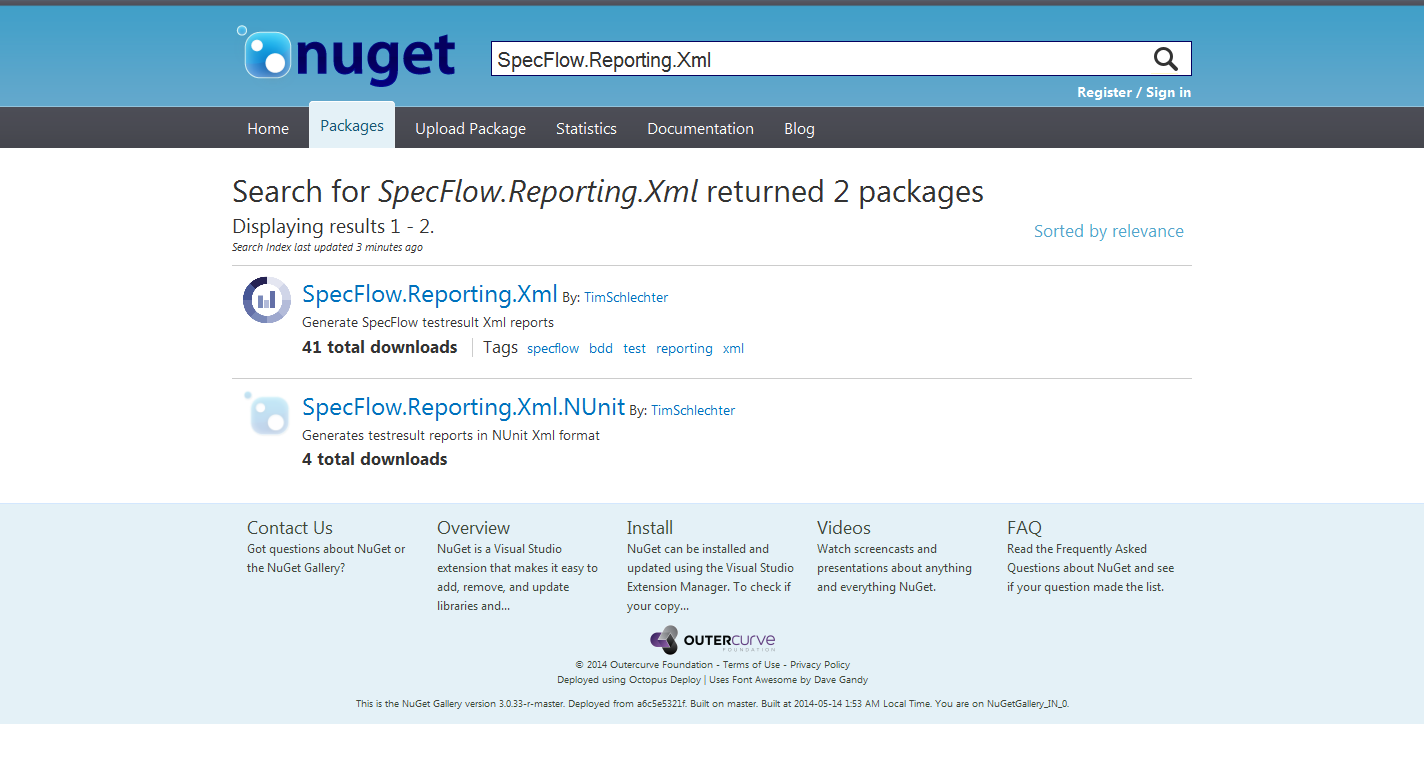 nuget
SpecFlow.Reporting.Xml
Register / Sign in
Home Packages Upload Package Statistics Documentation Blog
Search for SpecFlow.Reporting.Xml returned 2 packages
Displaying results 1 - 2.
Sorted by relevance
Search Index last updated 3 minutes ago
SpecFlow.Reporting.Xml By: TimSchlechter
Generate SpecFlow testresult Xml reports
41 total downloads Tags specflow bdd test reporting xml
SpecFlow.Reporting.Xml.NUnit By: TimSchlechter
Generates testresult reports in NUnit Xml format
4 total downloads
Contact Us
Got questions about NuGet or
the NuGet Gallery?
Overview
NuGet is a Visual Studio
extension that makes it easy to
add, remove, and update
libraries and...
Install
NuGet can be installed and
updated using the Visual Studio
Extension Manager. To check if
your copy...
Videos
Watch screencasts and
presentations about anything
and everything NuGet.
FAQ
Read the Frequently Asked
Questions about NuGet and see
if your question made the list.
OUTERCURVE
FOUNDATION
© 2014 Outercurve Foundation - Terms of Use - Privacy Policy
Deployed using Octopus Deploy | Uses Font Awesome by Dave Gandy
This is the NuGet Gallery version 3.0.33-r-master. Deployed from a6c5e5321f. Built on master. Built at 2014-05-14 1:53 AM Local Time. You are on NuGetGallery_IN_0.